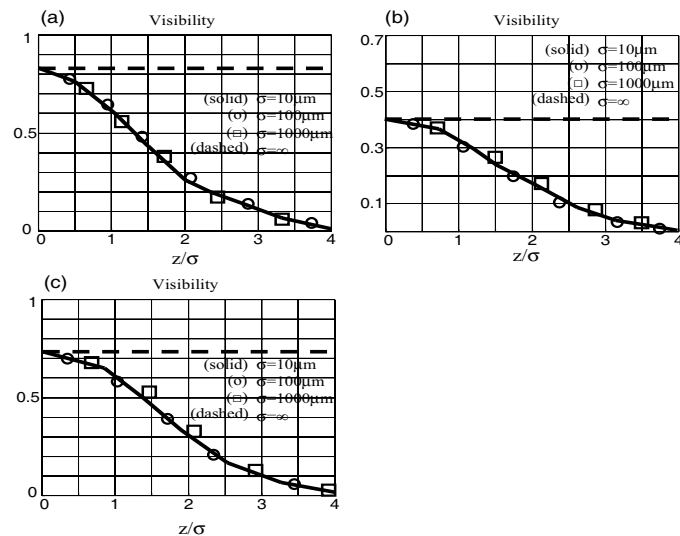 (a)
Visibility
1
0.5
0
(solid) σ=10μm
(o) σ=100μm
(□) σ=1000μm
(dashed) σ=∞
0 1 2 3 4
z/σ
(b)
Visibility
0.7
0.5
0.3
0.1
(solid) σ=10μm
(o) σ=100μm
(□) σ=1000μm
(dashed) σ=∞
0 1 2 3 4
z/σ
(c)
Visibility
1
0.5
0
(solid) σ=10μm
(o) σ=100μm
(□) σ=1000μm
(dashed) σ=∞
0 1 2 3 4
z/σ